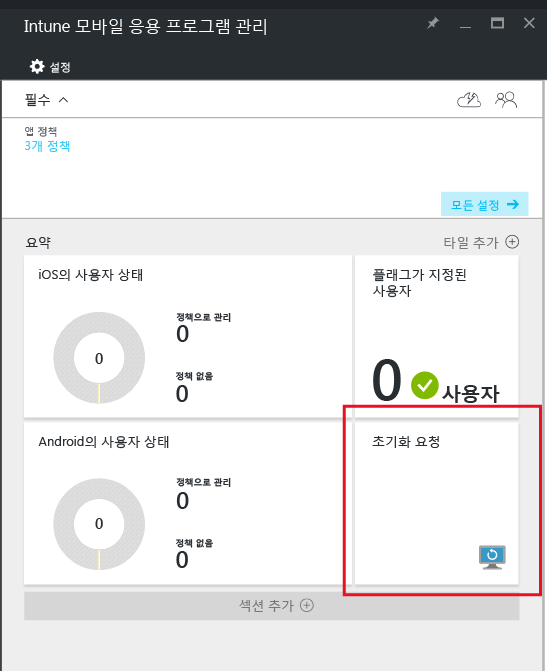 Intune 모바일 응용 프로그램 관리
설정
필수
앱 정책
3개 정책
모든 설정
요약
타일 추가
iOS의 사용자 상태
0
정책으로 관리
0
정책 없음
0
플래그가 지정된
사용자
0 사용자
Android의 사용자 상태
0
정책으로 관리
0
정책 없음
0
초기화 요청
섹션 추가